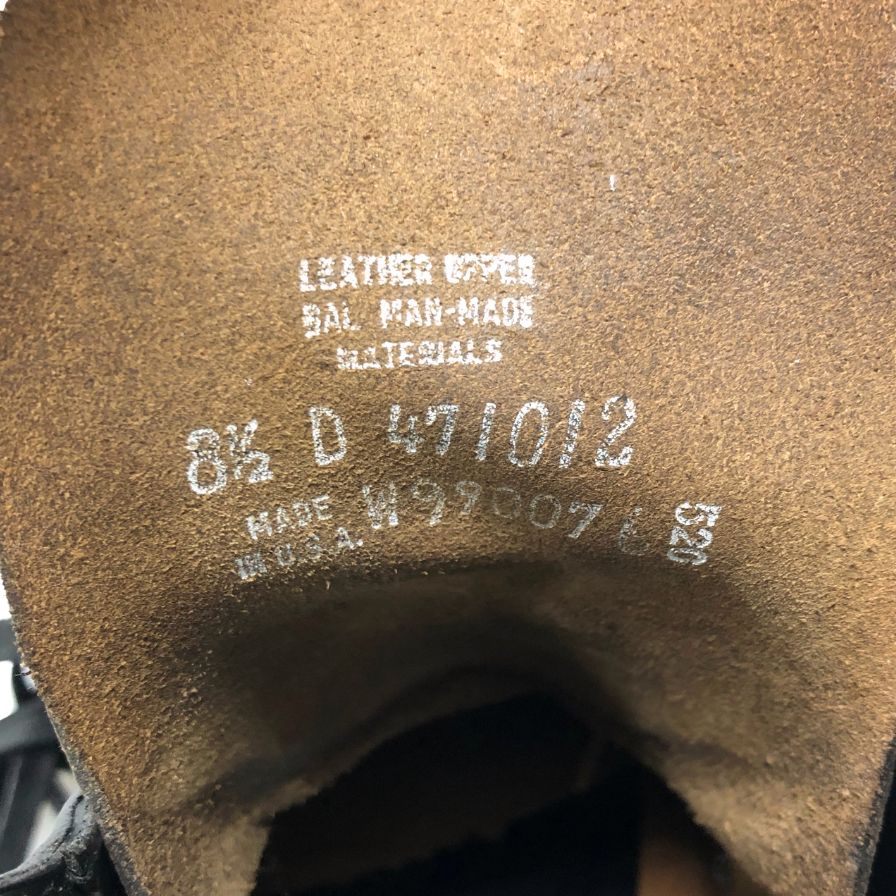 LEATHER UPPER
BAL MAN-MADE
MATERIALS
8½ D 471012
MADE IN U.S.A.
520